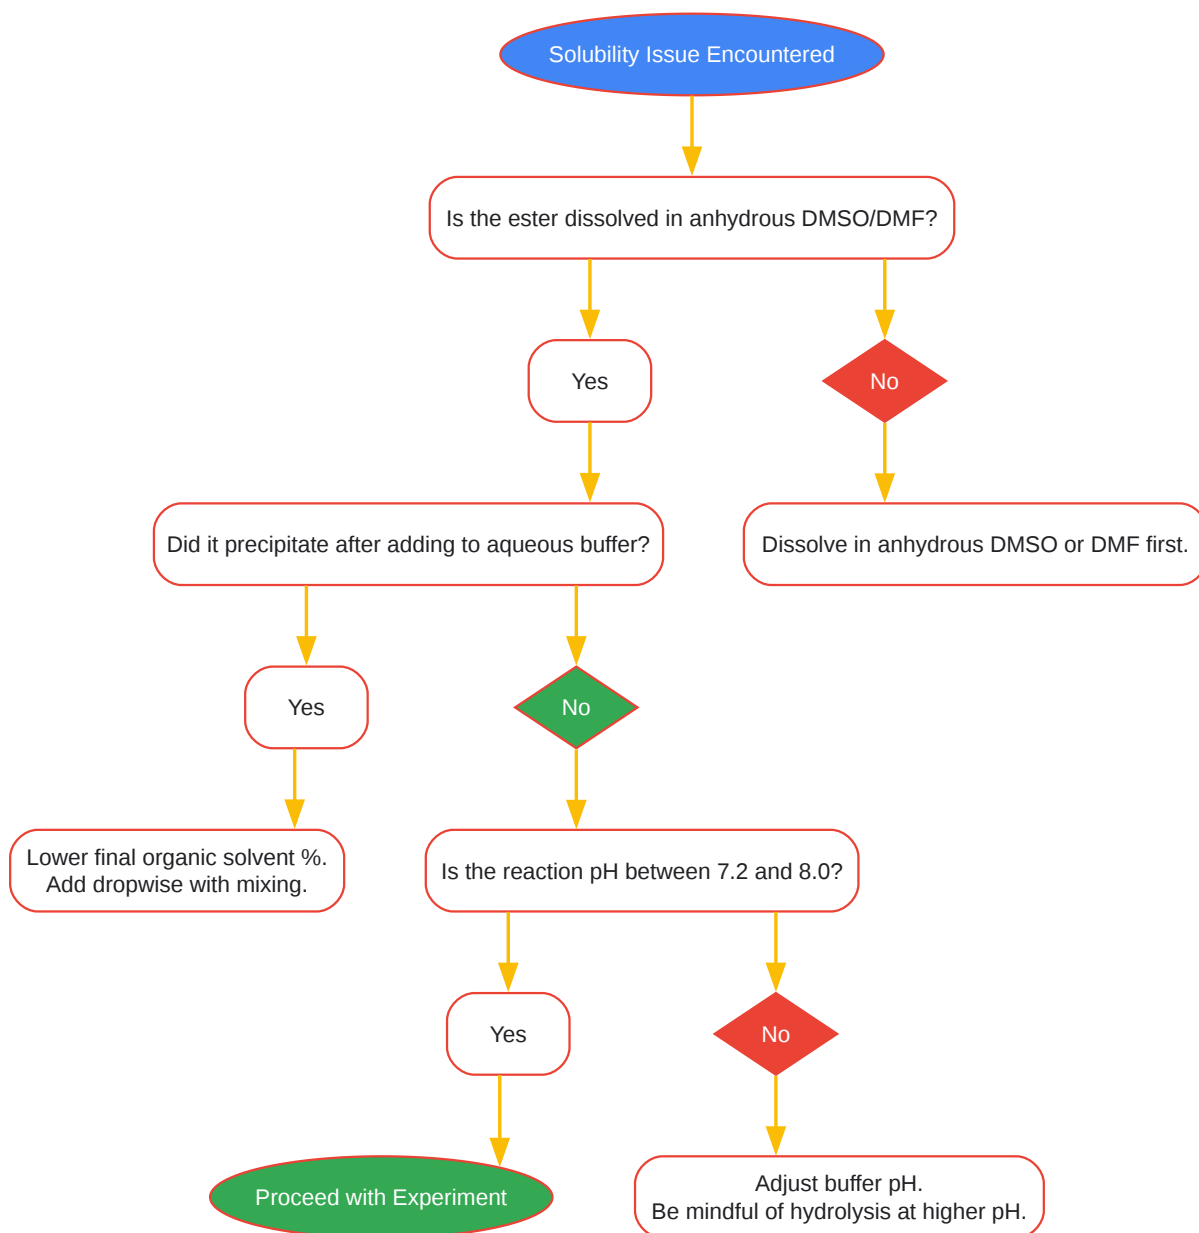 Solubility Issue Encountered
Is the ester dissolved in anhydrous DMSO/DMF?
Yes
No
Did it precipitate after adding to aqueous buffer?
Dissolve in anhydrous DMSO or DMF first.
Yes
No
Lower final organic solvent %.
Add dropwise with mixing.
Is the reaction pH between 7.2 and 8.0?
Yes
No
Proceed with Experiment
Adjust buffer pH.
Be mindful of hydrolysis at higher pH.